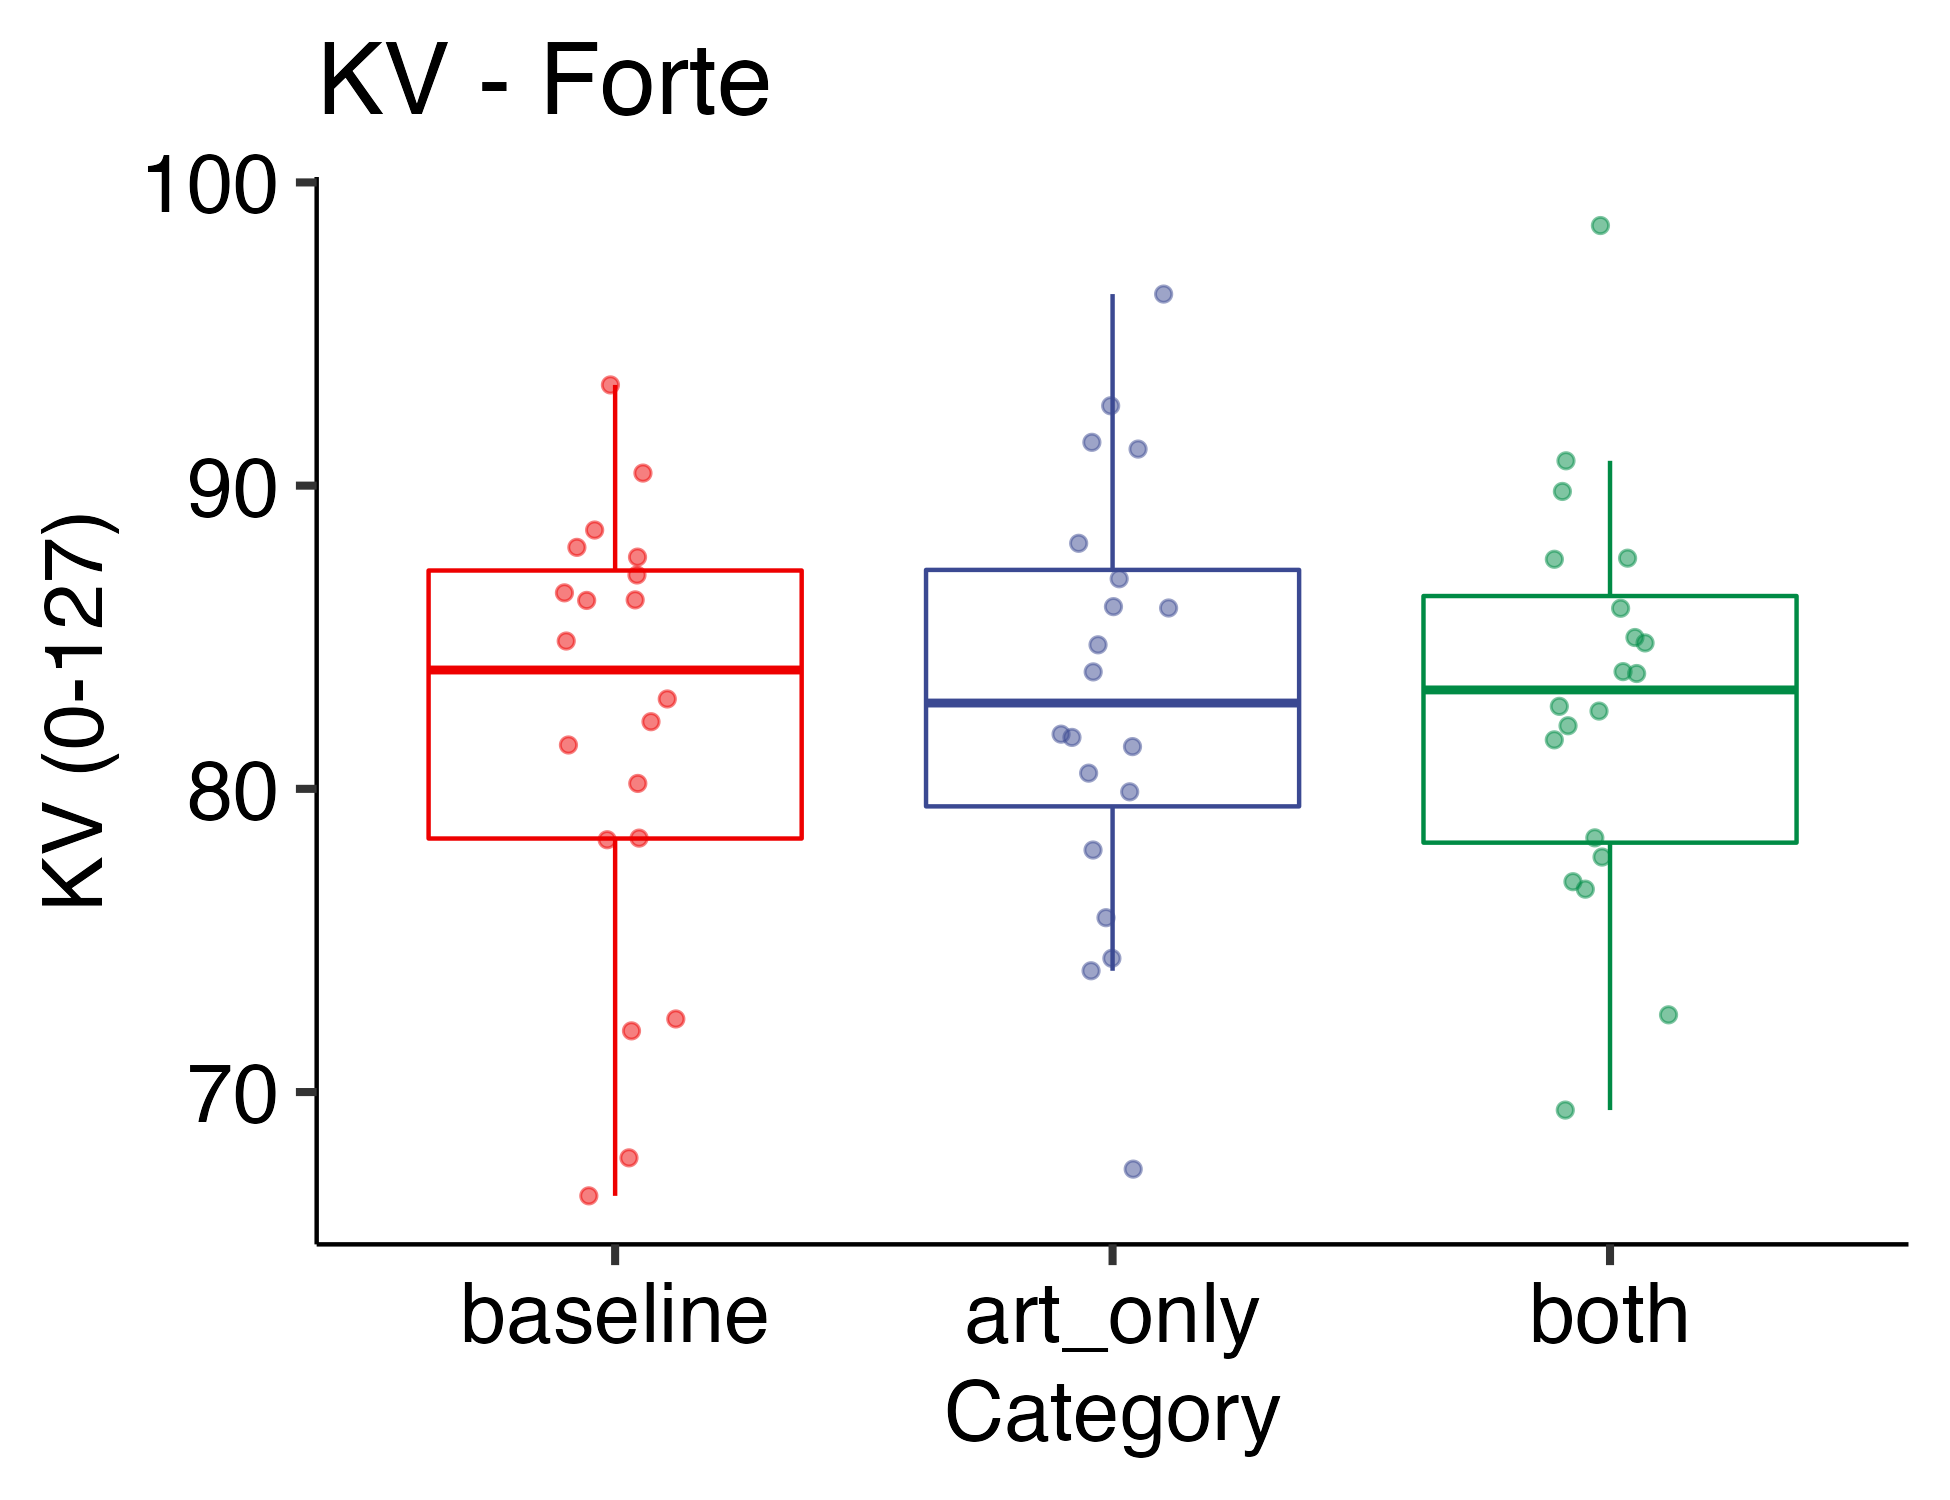 KV - Forte
100
90
80
70
KV (0-127)
baseline
art_only
both
Category